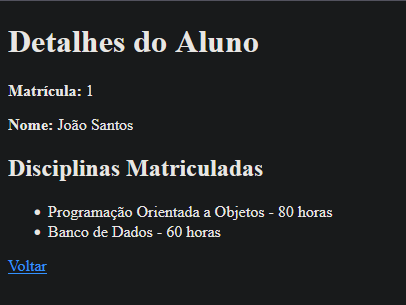 Detalhes do Aluno
Matrícula: 1
Nome: João Santos
Disciplinas Matriculadas
• Programação Orientada a Objetos - 80 horas
• Banco de Dados - 60 horas
Voltar